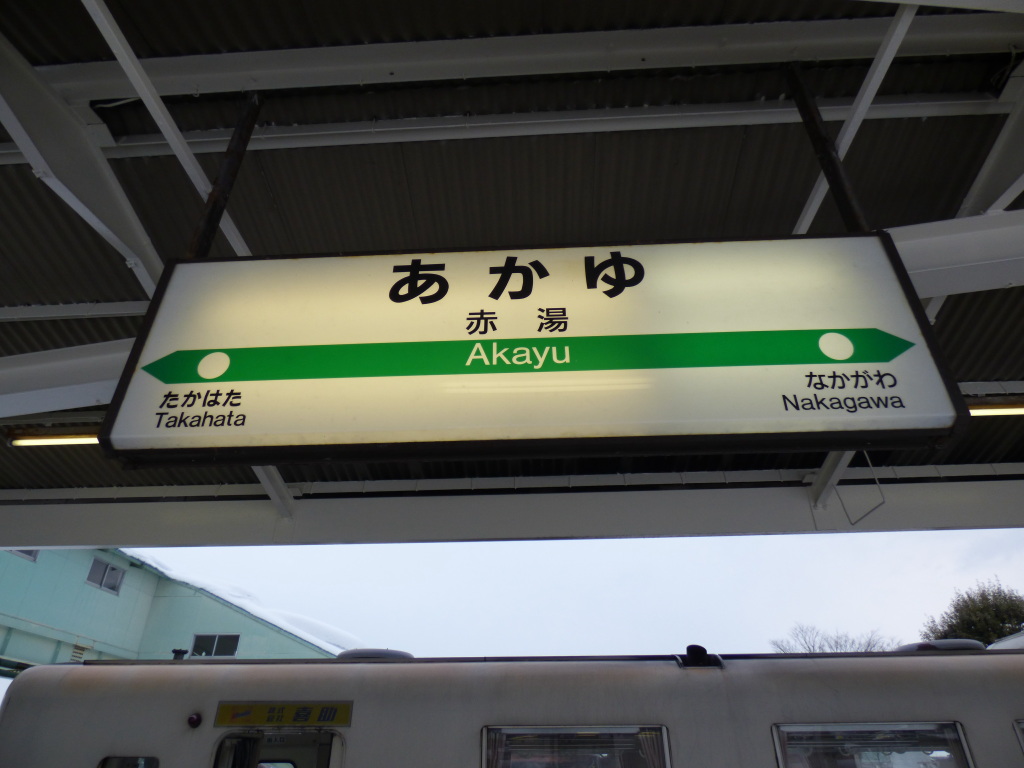 あかゆ
赤湯
Akayu
たかはた
Takahata
なかがわ
Nakagawa